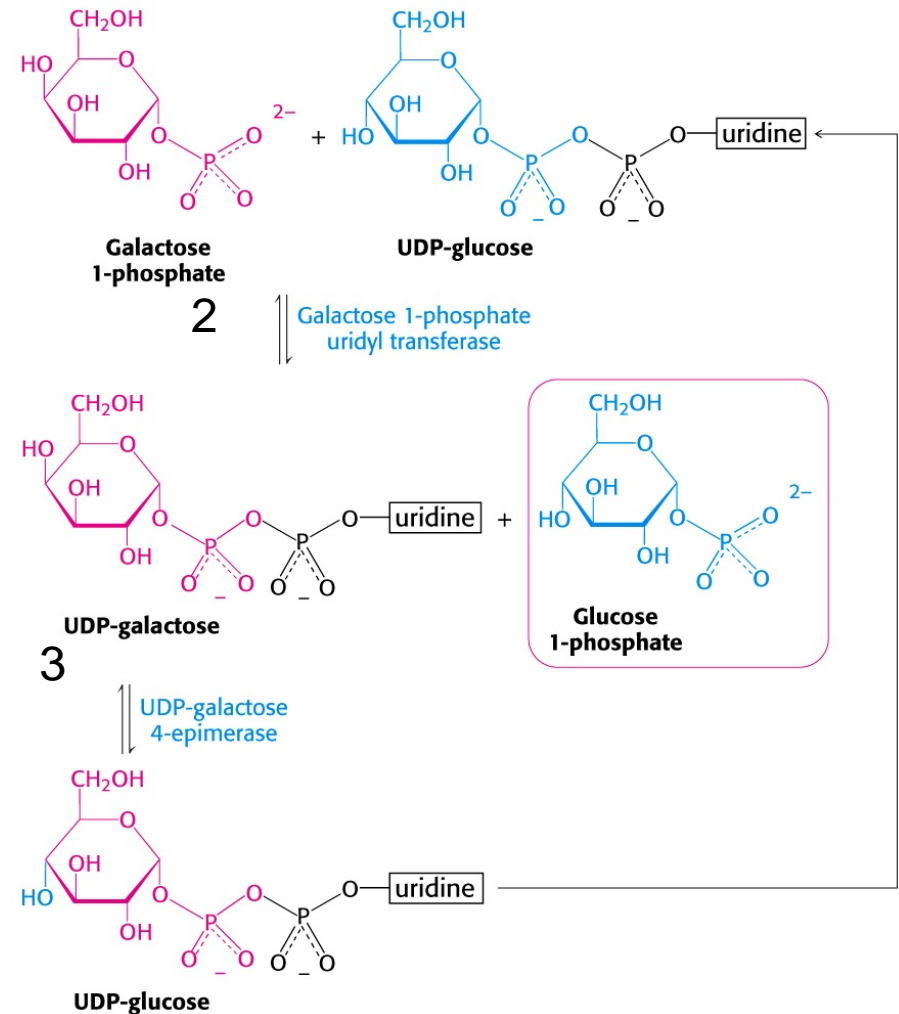 CH₂OH
HO
O
OH
O
OH
P
O
O
O
2–
Galactose
1-phosphate
+
CH₂OH
O
OH
HO
O
OH
P
O
O
–
O
P
O
O
–
O
uridine
UDP-glucose
2
Galactose 1-phosphate
uridyl transferase
CH₂OH
HO
O
OH
O
OH
P
O
O
–
O
P
O
O
–
O
uridine
UDP-galactose
+
CH₂OH
O
OH
HO
O
OH
P
O
O
O
2–
Glucose
1-phosphate
3
UDP-galactose
4-epimerase
CH₂OH
O
OH
HO
O
OH
P
O
O
–
O
P
O
O
–
O
uridine
UDP-glucose